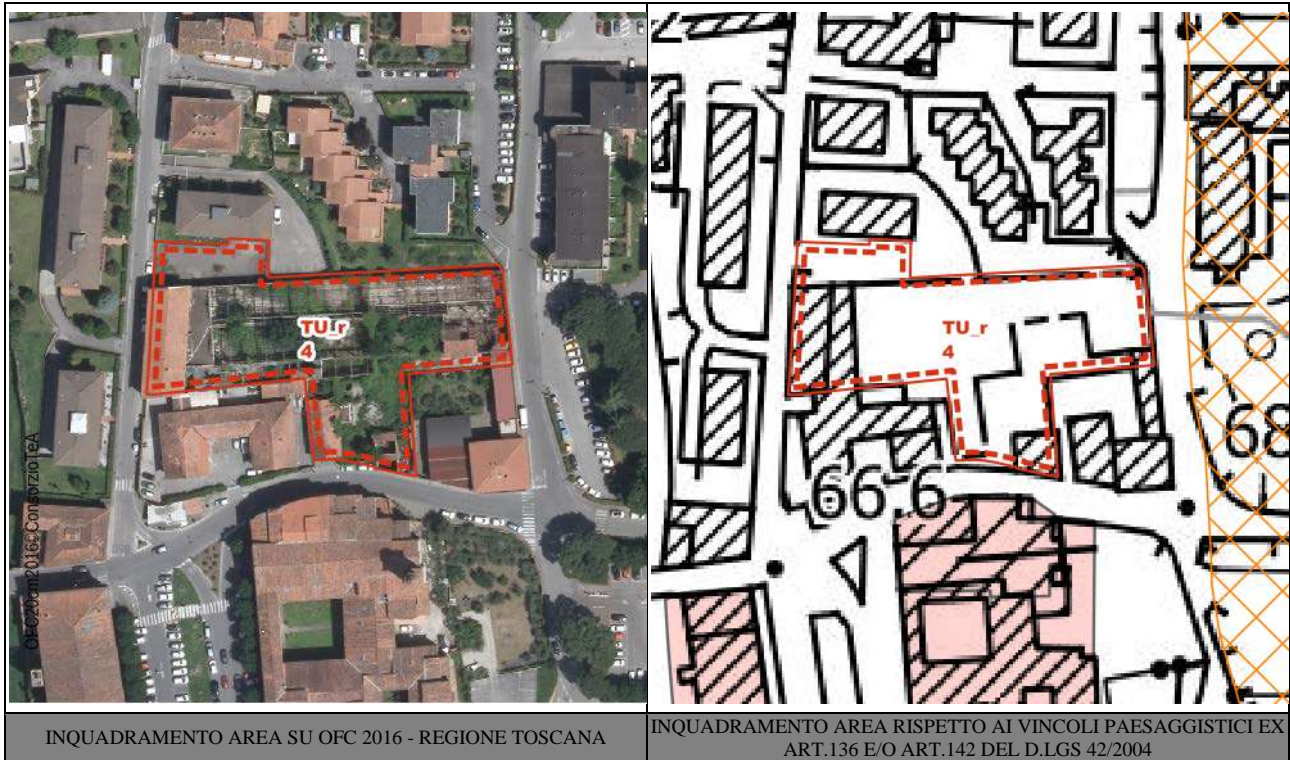 TU_r
4
OFC20cm2016©ConsorzioTeA
TU_r
4
66.6
68
INQUADRAMENTO AREA SU OFC 2016 - REGIONE TOSCANA
INQUADRAMENTO AREA RISPETTO AI VINCOLI PAESAGGISTICI EX
ART.136 E/O ART.142 DEL D.LGS 42/2004